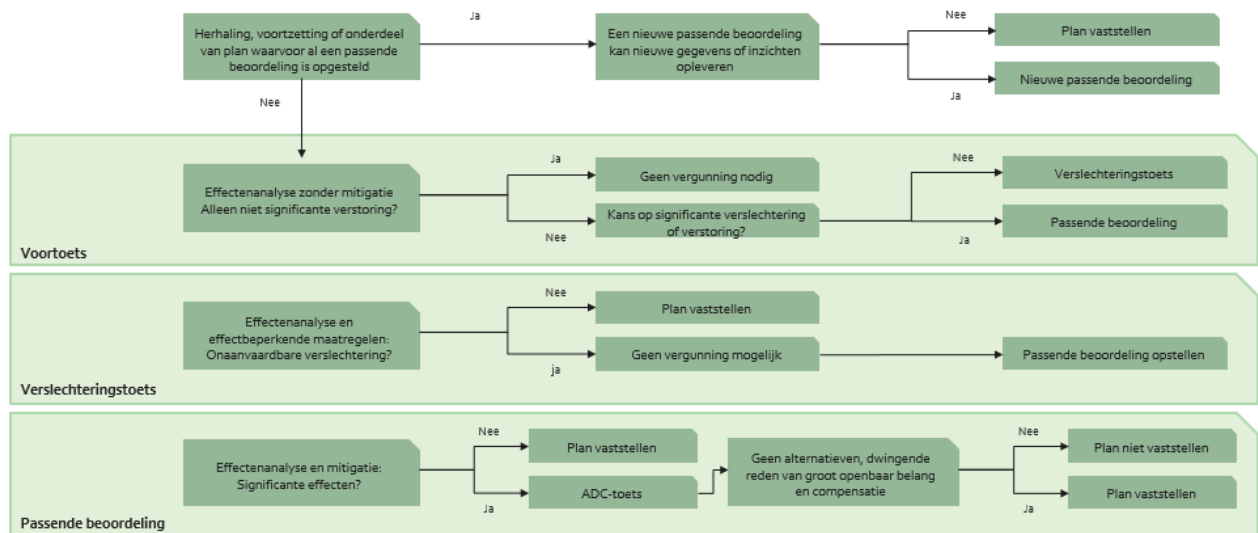 Ja
Nee
Herhaling, voortzetting of onderdeel
van plan waarvoor al een passende
beoordeling is opgesteld
Een nieuwe passende beoordeling
kan nieuwe gegevens of inzichten
opleveren
Plan vaststellen
Nieuwe passende beoordeling
Nee
Ja
Ja
Nee
Effectenanalyse zonder mitigatie
Alleen niet significante verstoring?
Geen vergunning nodig
Verslechteringstoets
Kans op significante verslechtering
of verstoring?
Passende beoordeling
Nee
Ja
Voortoets
Nee
Effectenanalyse en
effectbeperkende maatregelen:
Onaanvaardbare verslechtering?
Plan vaststellen
Geen vergunning mogelijk
Passende beoordeling opstellen
ja
Verslechteringstoets
Nee
Nee
Effectenanalyse en mitigatie:
Significante effecten?
Plan vaststellen
ADC-toets
Geen alternatieven, dwingende
reden van groot openbaar belang
en compensatie
Plan niet vaststellen
Plan vaststellen
Ja
Ja
Passende beoordeling